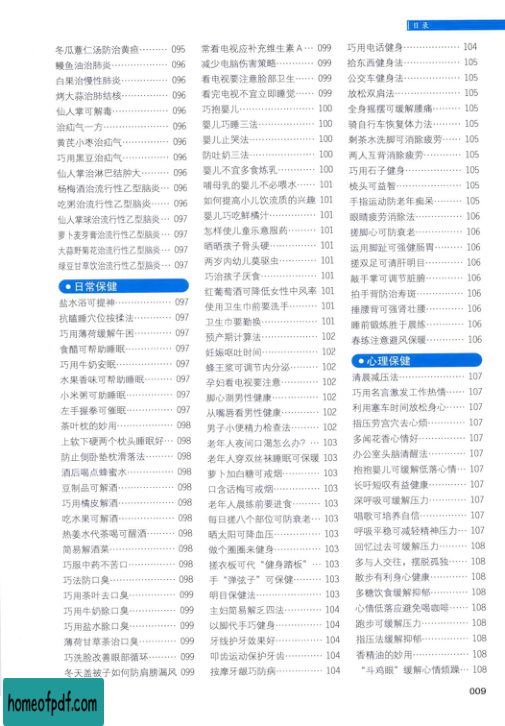 目录
冬瓜薏仁汤防治黄疸……… 095
鳗鱼油治肺炎……………… 096
白果治慢性肺炎…………… 096
烤大蒜治肺结核…………… 096
仙人掌可解毒……………… 096
治疝气一方………………… 096
黄芪小枣治疝气…………… 096
巧用黑豆治疝气…………… 096
仙人掌治淋巴结肿大……… 096
杨梅酒治流行性乙型脑炎… 096
吃粥治流行性乙型脑炎…… 096
仙人掌球治流行性乙型脑炎… 097
萝卜麦芽膏治流行性乙型脑炎… 097
大蒜野菊花治流行性乙型脑炎… 097
绿豆甘草饮治流行性乙型脑炎… 097
●日常保健
盐水浴可提神……………… 097
抗瞌睡穴位按揉法………… 097
巧用薄荷缓解午困………… 097
食醋可帮助睡眠…………… 097
巧用牛奶安眠……………… 097
水果香味可帮助睡眠……… 097
小米粥可助睡眠…………… 097
左手握拳可催眠…………… 097
茶叶枕的妙用……………… 098
上软下硬两个枕头睡眠好… 098
防止侧卧垫枕滑落法……… 098
酒后喝点蜂蜜水…………… 098
豆制品可解酒……………… 098
巧用橘皮解酒……………… 098
吃水果可解酒……………… 098
热姜水代茶喝可醒酒……… 098
简易解酒菜………………… 098
巧服中药不苦口…………… 098
巧法防口臭………………… 098
巧用茶叶去口臭…………… 099
巧用牛奶除口臭…………… 099
巧用盐水除口臭…………… 099
薄荷甘草茶治口臭………… 099
巧洗脸改善眼部循环……… 099
冬天盖被子如何防肩膀漏风 099
常看电视应补充维生素A… 099
减少电脑伤害策略………… 099
看电视要注意脸部卫生…… 099
看完电视不宜立即睡觉…… 099
巧抱婴儿…………………… 100
婴儿巧睡三法……………… 100
婴儿止哭法………………… 100
防吐奶三法………………… 100
婴儿不宜多食炼乳………… 100
哺母乳的婴儿不必喂水…… 101
如何提高小儿饮流质的兴趣 101
婴儿巧吃鲜橘汁…………… 101
怎样使儿童乐意服药……… 101
晒晒孩子骨头硬…………… 101
两岁内幼儿莫驱虫………… 101
巧治孩子厌食……………… 101
红葡萄酒可降低女性中风率 101
使用卫生巾前要洗手……… 101
卫生巾要勤换……………… 101
预产期计算法……………… 102
妊娠呕吐时间……………… 102
蜂王浆可调节内分泌……… 102
孕妇看电视要注意………… 102
脚心测男性健康…………… 102
从嘴唇看男性健康………… 102
男子小便精力检查法……… 102
老年人夜间口渴怎么办?… 103
老年人穿双丝袜睡眠可保暖 103
萝卜加白糖可戒烟………… 103
口含话梅可戒烟…………… 103
老年人晨练前要进食……… 103
每日搓八个部位可防衰老… 103
晒太阳可降血压…………… 103
做个圈圈来健身…………… 103
搓衣板可代“健身踏板”… 103
手“弹弦子”可保健……… 103
明目保健法………………… 103
主妇简易解乏四法………… 104
以脚代手巧健身…………… 104
牙线护牙效果好…………… 104
叩齿运动保护牙齿………… 104
按摩牙龈巧防病…………… 104
巧用电话健身……………… 104
拾东西健身法……………… 105
公交车健身法……………… 105
放松双肩法………………… 105
全身摇摆可缓解腰痛……… 105
骑自行车恢复体力法……… 105
剩茶水洗脚可消除疲劳…… 105
两人互背消除疲劳………… 105
巧用石子健身……………… 105
梳头可益智………………… 105
手指运动防老年痴呆……… 105
眼睛疲劳消除法…………… 106
搓脚心可防衰老…………… 106
运用脚趾可强健肠胃……… 106
搓双足可清肝明目………… 106
敲手掌可调节脏腑………… 106
拍手背防治寿斑…………… 106
捶腰背可强肾壮腰………… 106
睡前锻炼胜于晨练………… 106
春练注意避风保暖………… 106
●心理保健
清晨减压法………………… 107
巧用名言激发工作热情…… 107
利用塞车时间放松身心…… 107
指压劳宫穴去心烦………… 107
多闻花香心情好…………… 107
办公室头脑清醒法………… 107
抱抱婴儿可缓解低落心情… 107
长吁短叹有益健康………… 107
深呼吸可缓解压力………… 107
唱歌可培养自信…………… 107
呼吸平稳可减轻精神压力… 107
回忆过去可缓解压力……… 108
多与人交往,摆脱孤独…… 108
散步有利身心健康………… 108
多糖饮食缓解抑郁………… 108
心情低落应避免喝咖啡…… 108
跑步可缓解压力…………… 108
指压法缓解抑郁…………… 108
香精油的妙用……………… 108
“斗鸡眼”缓解心情烦躁… 108
009
homeofpdf.com